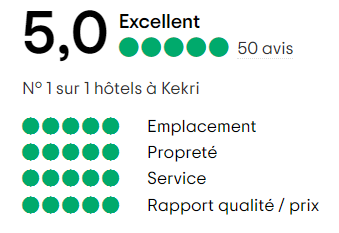 5,0 Excellent
50 avis
N° 1 sur 1 hôtels à Kekri
Emplacement
Propreté
Service
Rapport qualité / prix